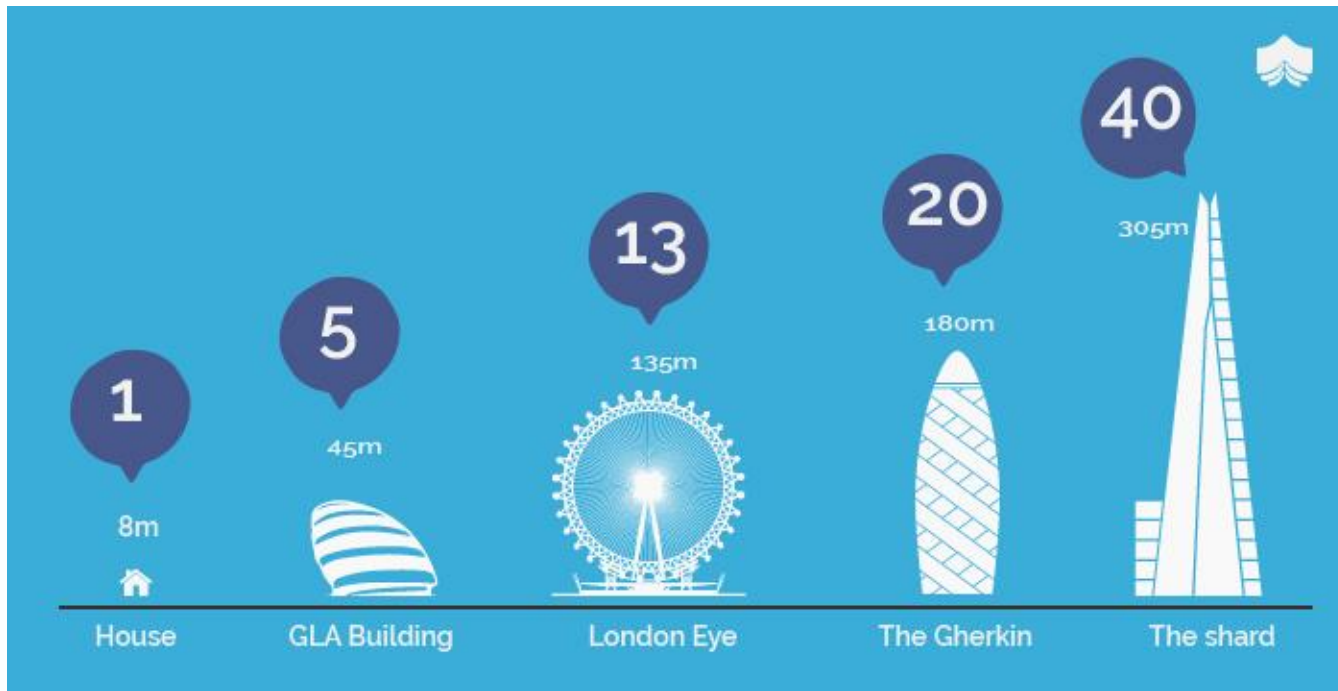 1
8m
House
5
45m
GLA Building
13
135m
London Eye
20
180m
The Gherkin
40
305m
The shard